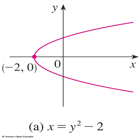 y
(−2, 0)
0
x
(a) x = y² − 2